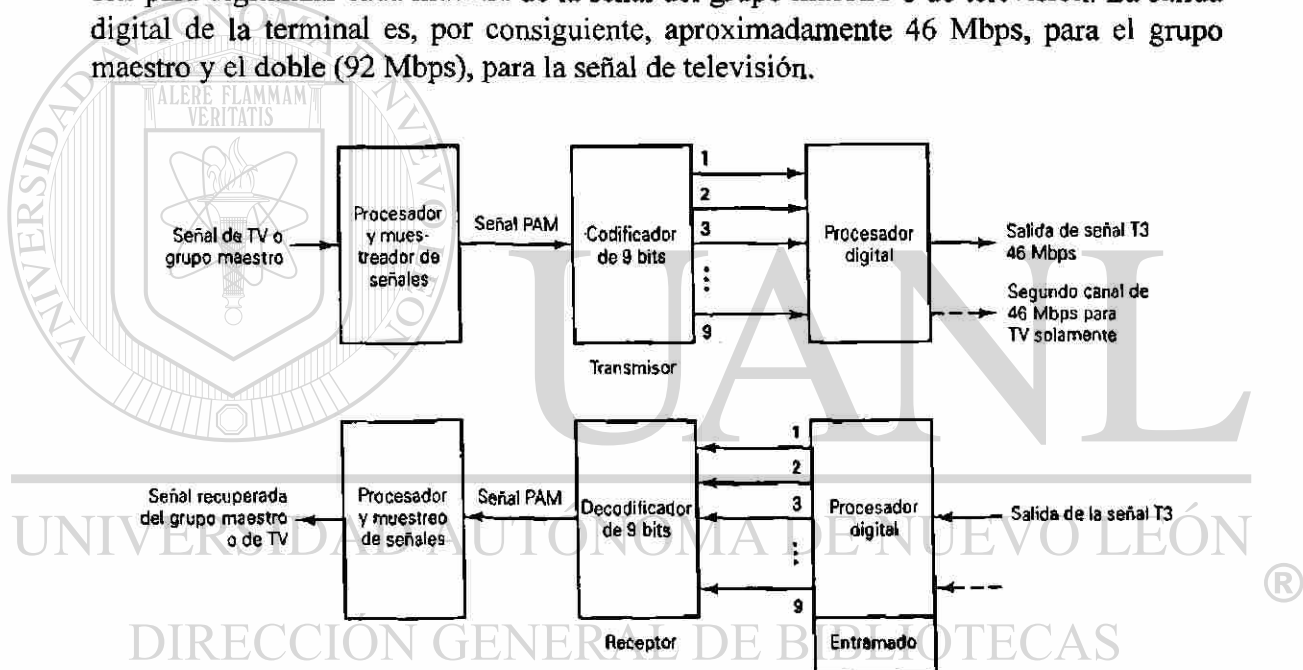 digital de la terminal es, por consiguiente, aproximadamente 46 Mbps, para el grupo
maestro y el doble (92 Mbps), para la señal de televisión.
UNIVERSIDAD AUTÓNOMA DE NUEVO LEÓN
ALERE FLAMMAM
VERITATIS
Señal de TV o
grupo maestro
Procesador
y mues-
treador de
señales
Señal PAM
Codificador
de 9 bits
1
2
3
9
Procesador
digital
Salida de señal T3
46 Mbps
Segundo canal de
46 Mbps para
TV solamente
Transmisor
UANL
Señal recuperada
del grupo maestro
o de TV
Procesador
y muestreo
de señales
Señal PAM
Decodificador
de 9 bits
1
2
3
9
Procesador
digital
Salida de la señal T3
UNIVERSIDAD AUTÓNOMA DE NUEVO LEÓN
®
Receptor
Entramado
DIRECCIÓN GENERAL DE BIBLIOTECAS